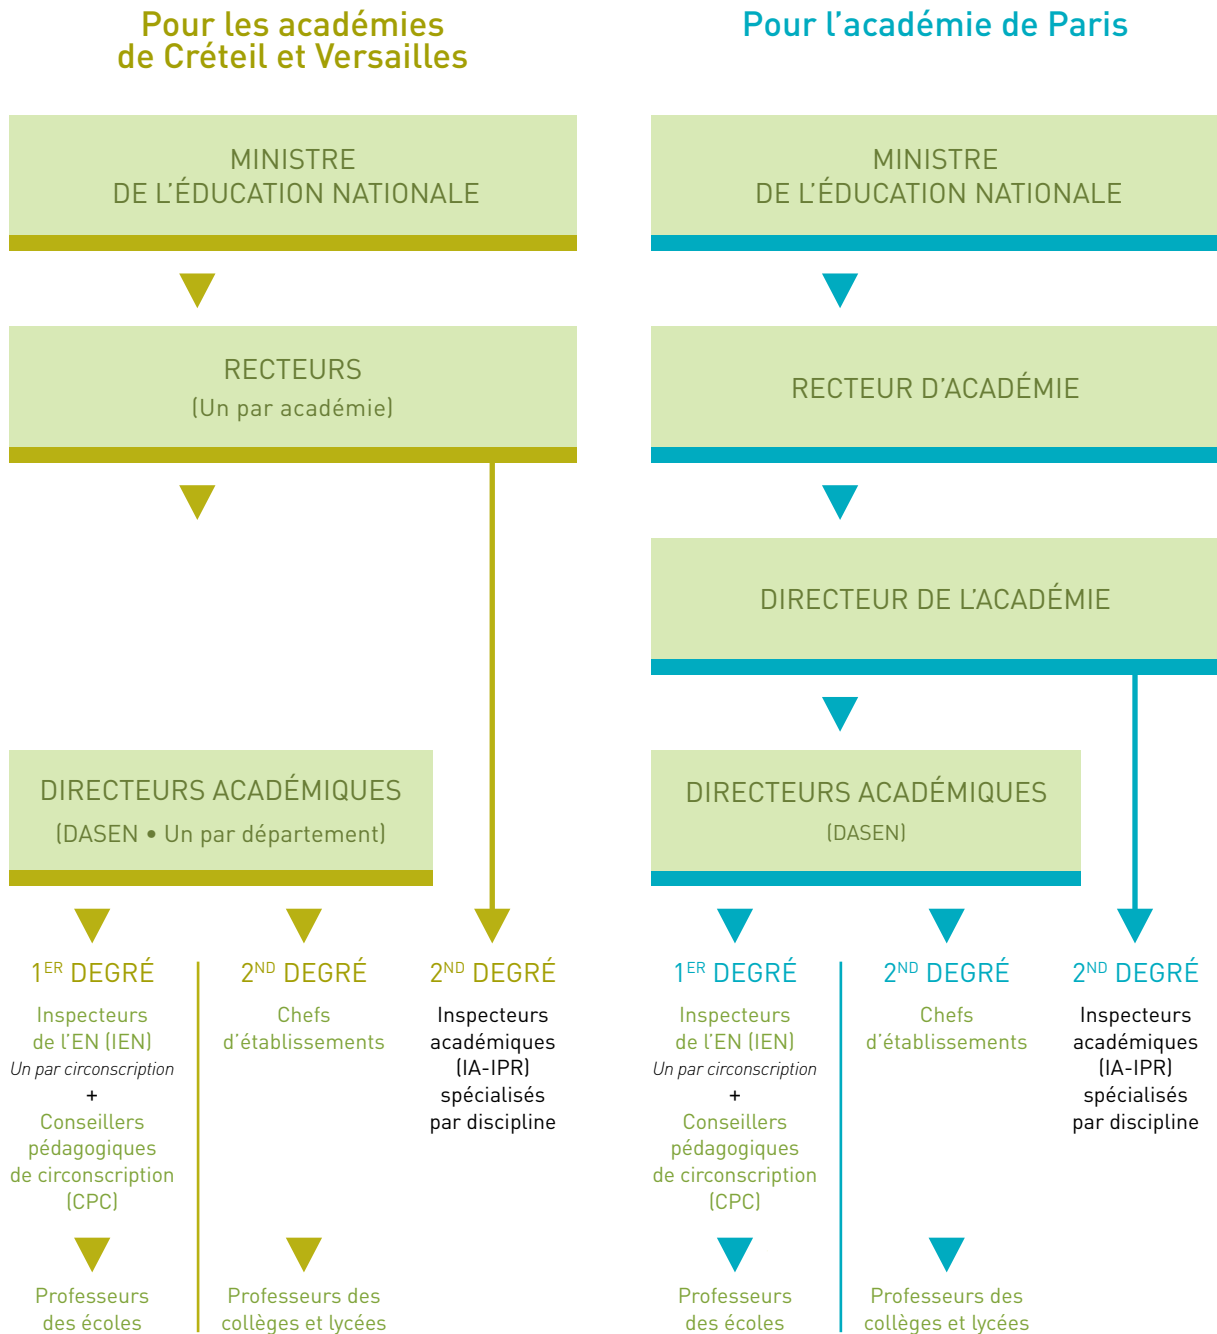 Pour les académies
de Créteil et Versailles
MINISTRE
DE L'ÉDUCATION NATIONALE
RECTEURS
(Un par académie)
DIRECTEURS ACADÉMIQUES
(DASEN • Un par département)
1ER DEGRÉ
Inspecteurs
de l'EN (IEN)
Un par circonscription
+
Conseillers
pédagogiques
de circonscription
(CPC)
Professeurs
des écoles
2ND DEGRÉ
Chefs
d'établissements
Professeurs des
collèges et lycées
2ND DEGRÉ
Inspecteurs
académiques
(IA-IPR)
spécialisés
par discipline
Pour l'académie de Paris
MINISTRE
DE L'ÉDUCATION NATIONALE
RECTEUR D'ACADÉMIE
DIRECTEUR DE L'ACADÉMIE
DIRECTEURS ACADÉMIQUES
(DASEN)
1ER DEGRÉ
Inspecteurs
de l'EN (IEN)
Un par circonscription
+
Conseillers
pédagogiques
de circonscription
(CPC)
Professeurs
des écoles
2ND DEGRÉ
Chefs
d'établissements
Professeurs des
collèges et lycées
2ND DEGRÉ
Inspecteurs
académiques
(IA-IPR)
spécialisés
par discipline